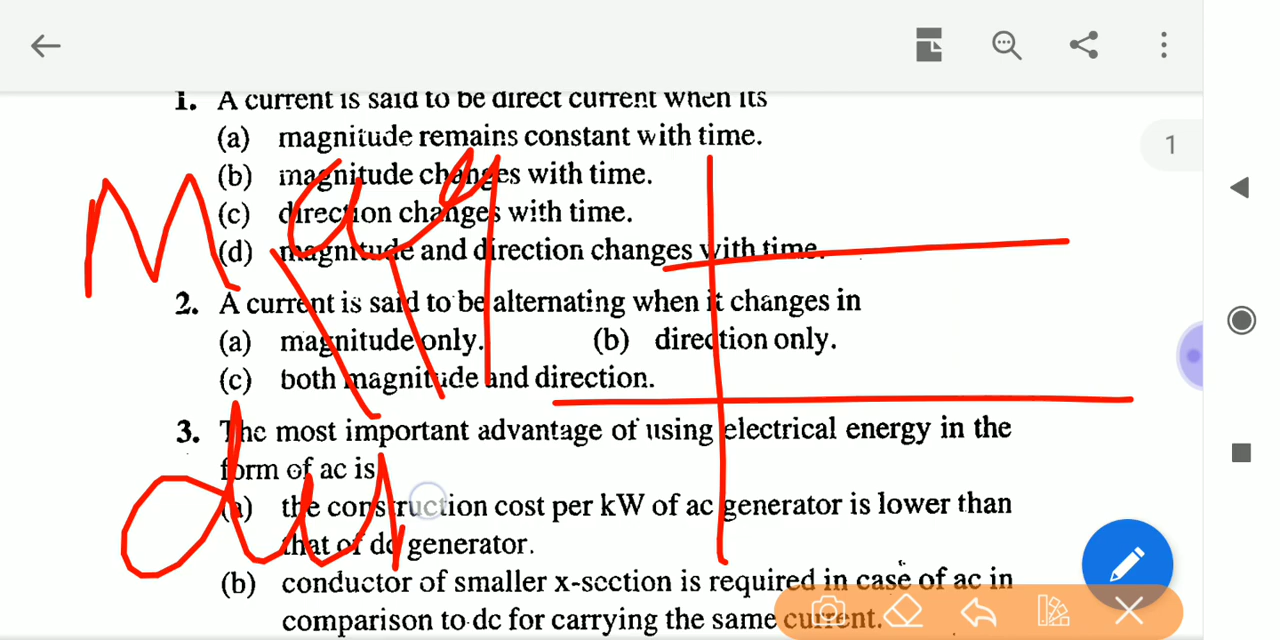 1
1. A current is said to be direct current when its
(a) magnitude remains constant with time.
(b) magnitude changes with time.
(c) direction changes with time.
(d) magnitude and direction changes with time.
2. A current is said to be alternating when it changes in
(a) magnitude only. (b) direction only.
(c) both magnitude and direction.
3. The most important advantage of using electrical energy in the
form of ac is
(a) the construction cost per kW of ac generator is lower than
that of dc generator.
(b) conductor of smaller x-section is required in case of ac in
comparison to dc for carrying the same current.